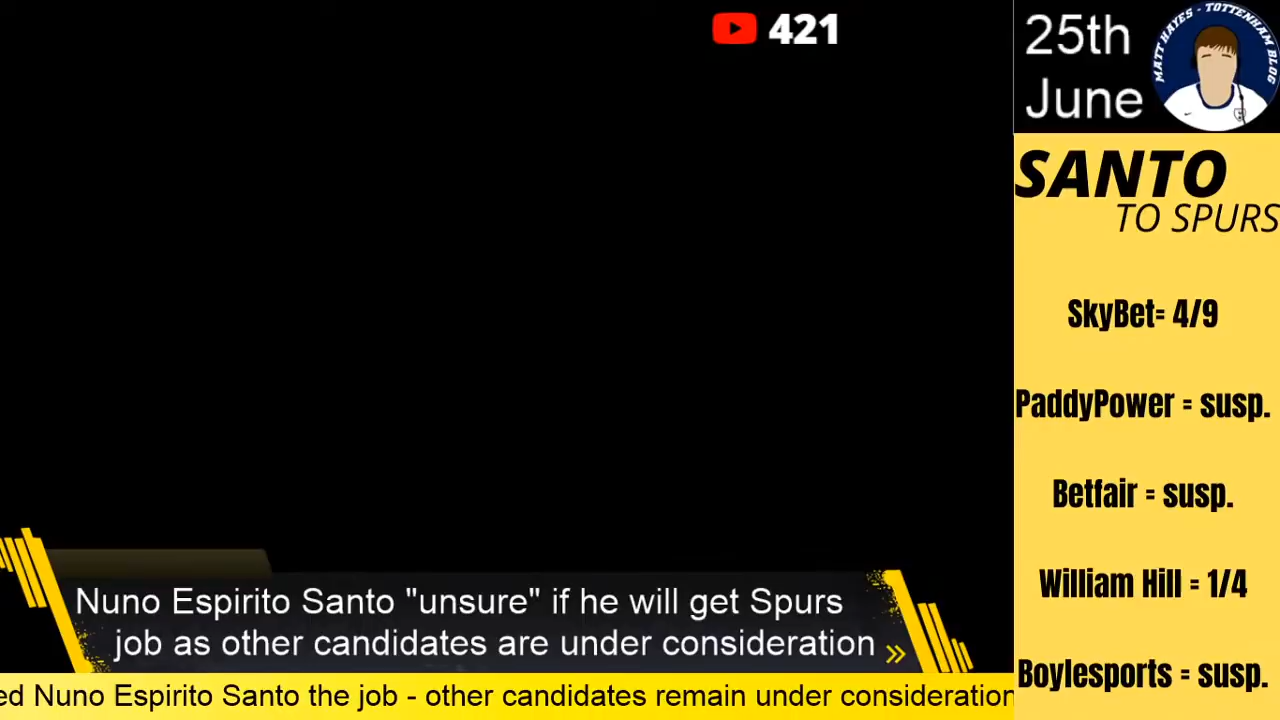 421
25th
June
MATT HAYES - TOTTENHAM BLOG
SANTO
TO SPURS
SkyBet= 4/9
PaddyPower = susp.
Betfair = susp.
William Hill = 1/4
Boylesports = susp.
Nuno Espirito Santo "unsure" if he will get Spurs
job as other candidates are under consideration
ed Nuno Espirito Santo the job - other candidates remain under consideration